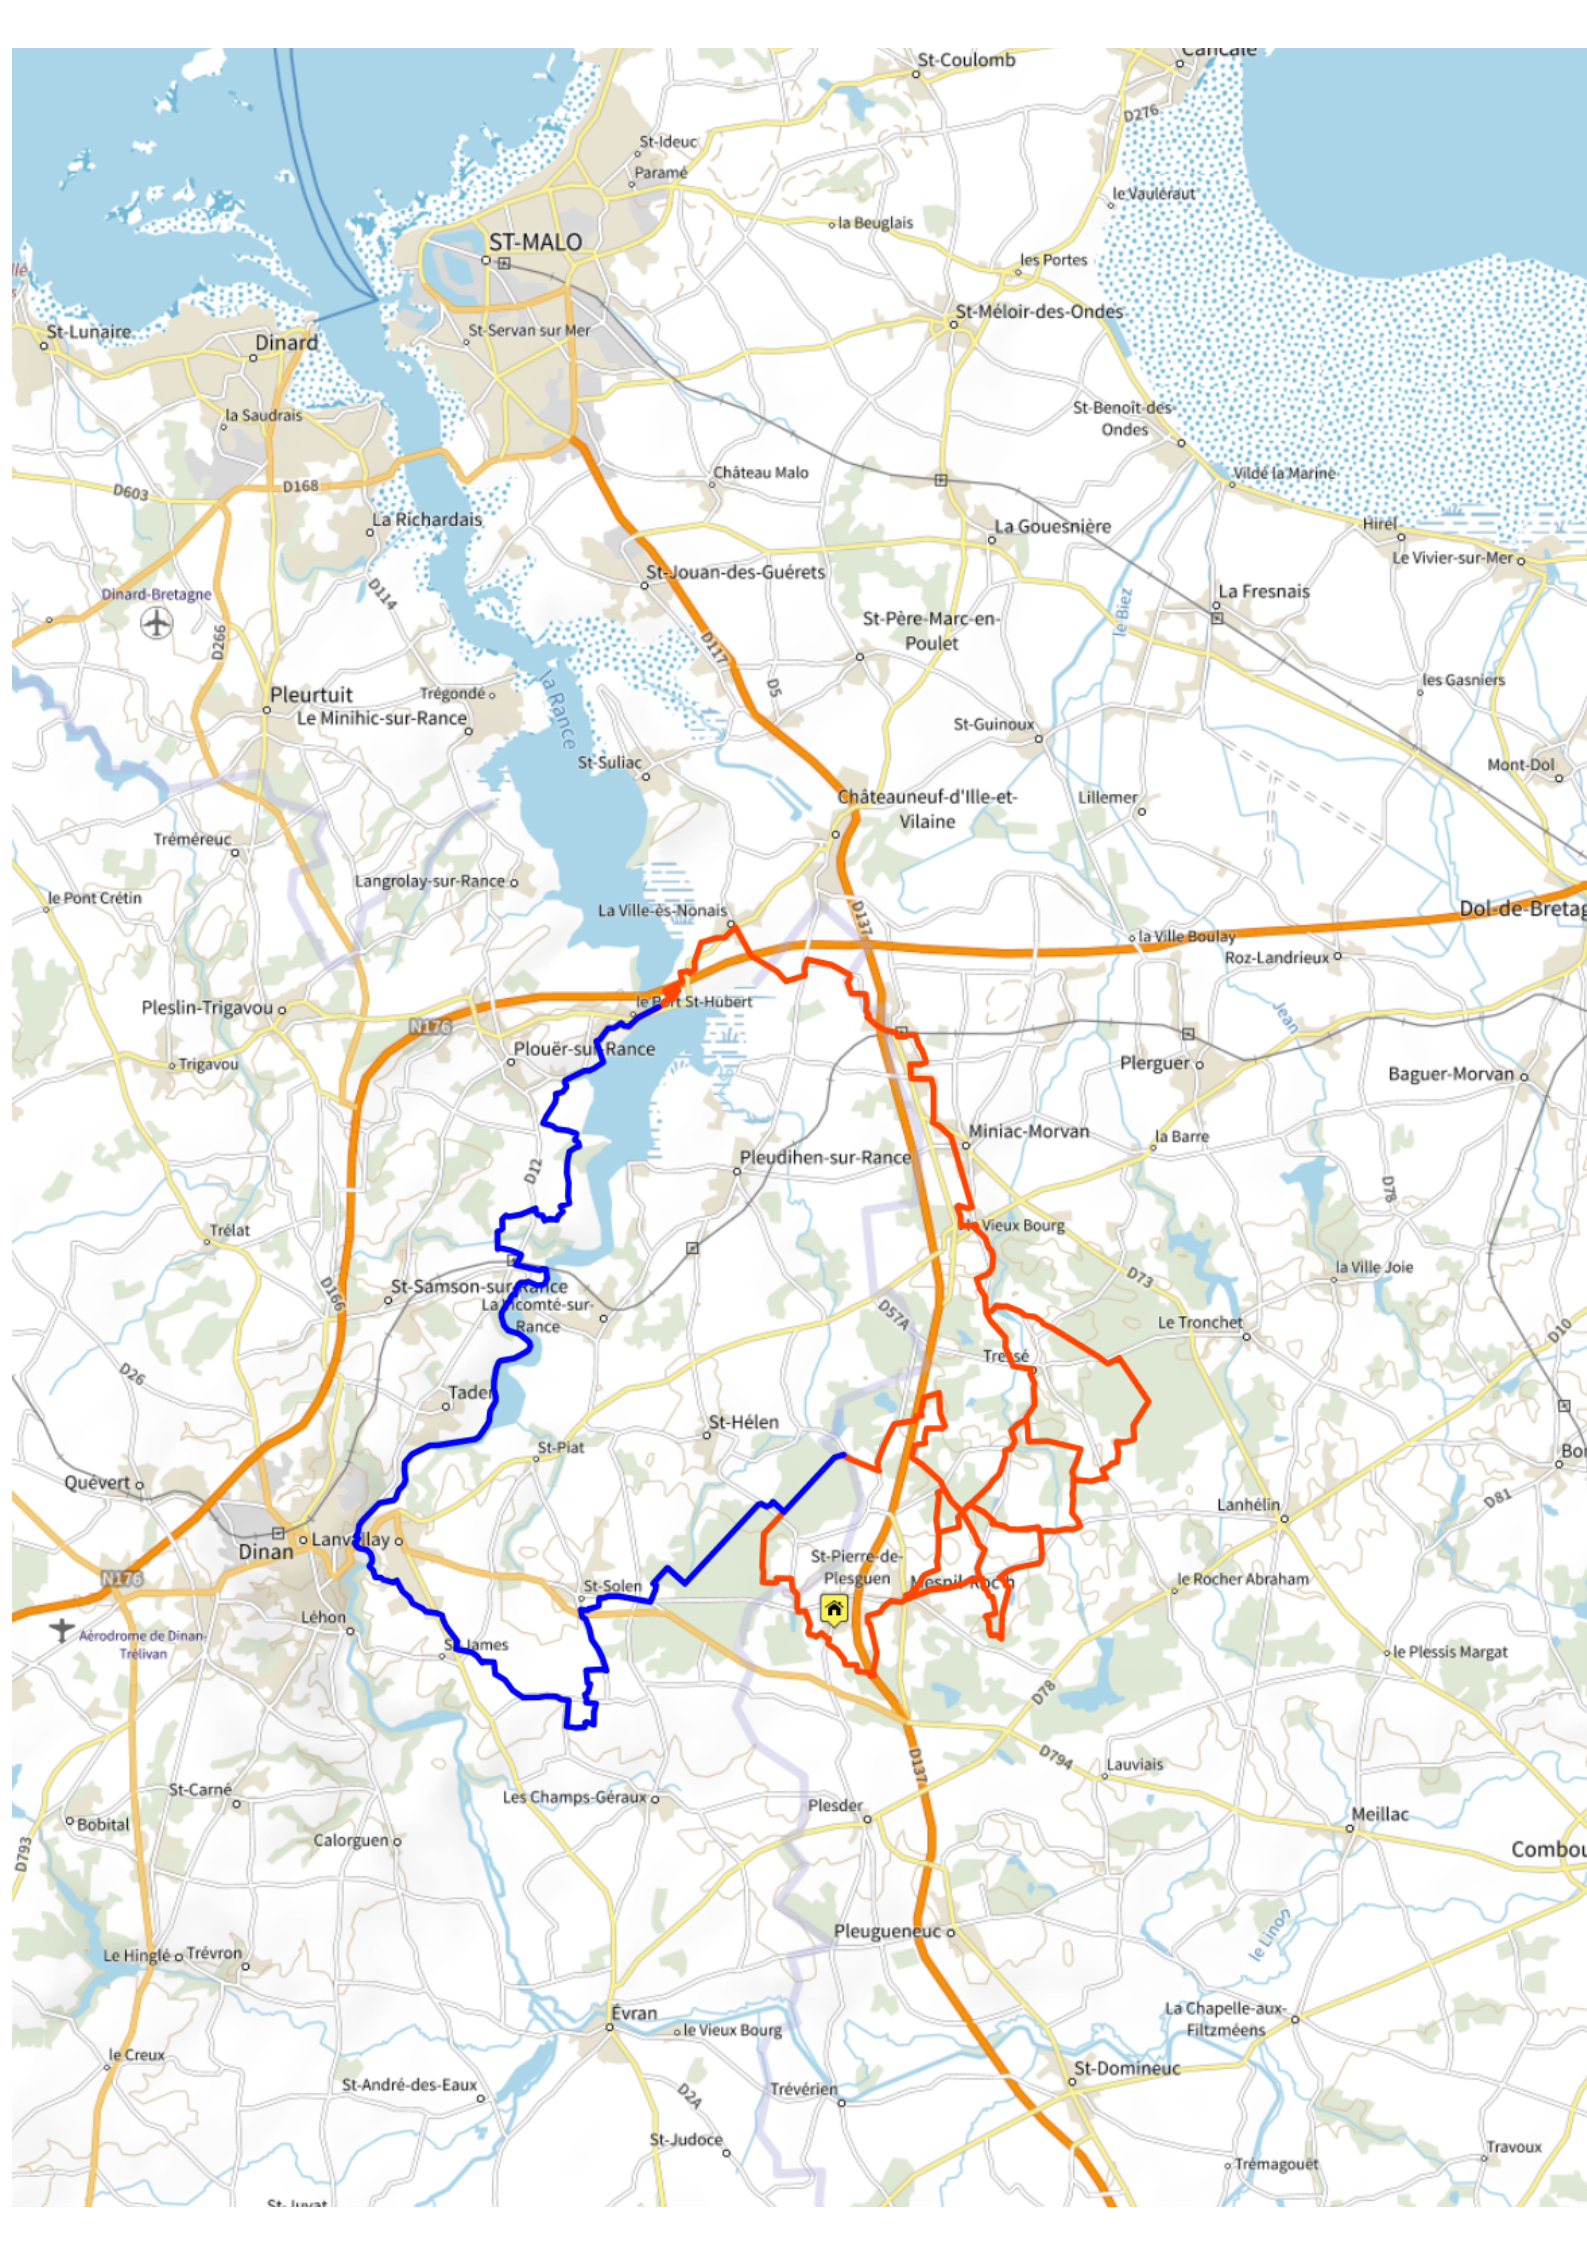 Cancale
St-Coulomb
D276
St-Ideuc
Paramé
le Vauléraut
la Beuglais
ST-MALO
les Portes
St-Méloir-des-Ondes
St-Lunaire
Dinard
St-Servan sur Mer
la Saudrais
St-Benoît-des-
Ondes
Château Malo
Vildé la Marine
D603
D168
La Richardais
La Gouesnière
Hirel
Le Vivier-sur-Mer
St-Jouan-des-Guérets
Dinard-Bretagne
D114
La Fresnais
le Biez
St-Père-Marc-en-
Poulet
D266
D117
D5
les Gasniers
Pleurtuit
Trégondé
Le Minihic-sur-Rance
la Rance
St-Guinoux
St-Suliac
Mont-Dol
Châteauneuf-d'Ille-et-
Vilaine
Lillemer
Tréméreuc
Langrolay-sur-Rance
le Pont Crétin
La Ville-ès-Nonais
D137
Dol-de-Bretag
la Ville Boulay
Roz-Landrieux
Pleslin-Trigavou
le Port St-Hubert
N176
Jean
Plouër-sur-Rance
Trigavou
Plerguer
Baguer-Morvan
Miniac-Morvan
la Barre
Pleudihen-sur-Rance
D12
D78
Trélat
Vieux Bourg
la Ville Joie
D73
D166
St-Samson-sur-Rance
La Vicomté-sur-
Rance
D57A
Le Tronchet
D10
Tressé
D26
Taden
St-Hélen
St-Piat
Bor
Quévert
D81
Lanhélin
Dinan
Lanvallay
N176
St-Pierre-de-
Plesguen
Mesnil-Roc'h
le Rocher Abraham
St-Solen
Léhon
Aérodrome de Dinan-
Trélivan
St-James
le Plessis Margat
D78
D794
D137
Lauviais
St-Carné
Les Champs-Géraux
Plesder
Meillac
Bobital
D793
Calorguen
Combou
Pleugueneuc
le Linon
Le Hinglé
Trévron
Évran
le Vieux Bourg
La Chapelle-aux-
Filtzméens
le Creux
St-Domineuc
St-André-des-Eaux
D2A
Trévérien
St-Judoce
Travoux
Trémagouët
St-Juvat